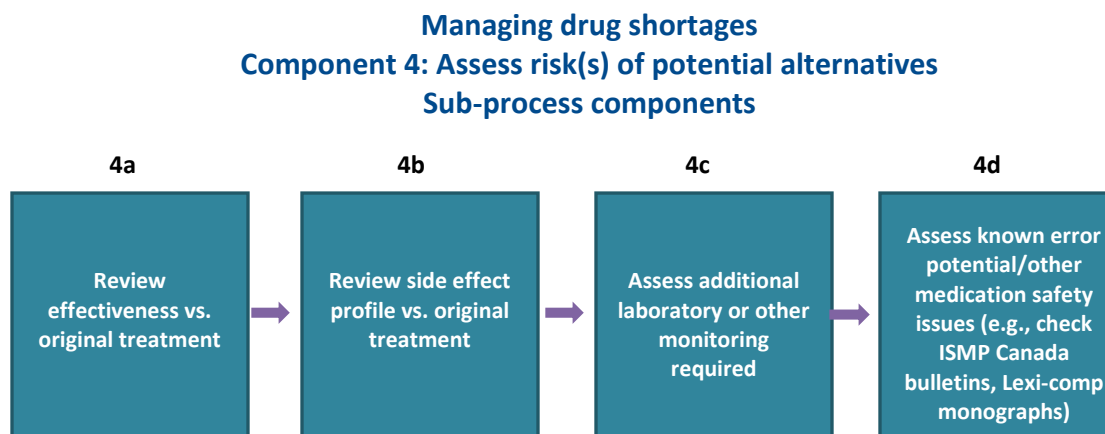 Managing drug shortages
Component 4: Assess risk(s) of potential alternatives
Sub-process components
4a
4b
4c
4d
Review
effectiveness vs.
original treatment
Review side effect
profile vs. original
treatment
Assess additional
laboratory or other
monitoring
required
Assess known error
potential/other
medication safety
issues (e.g., check
ISMP Canada
bulletins, Lexi-comp
monographs)